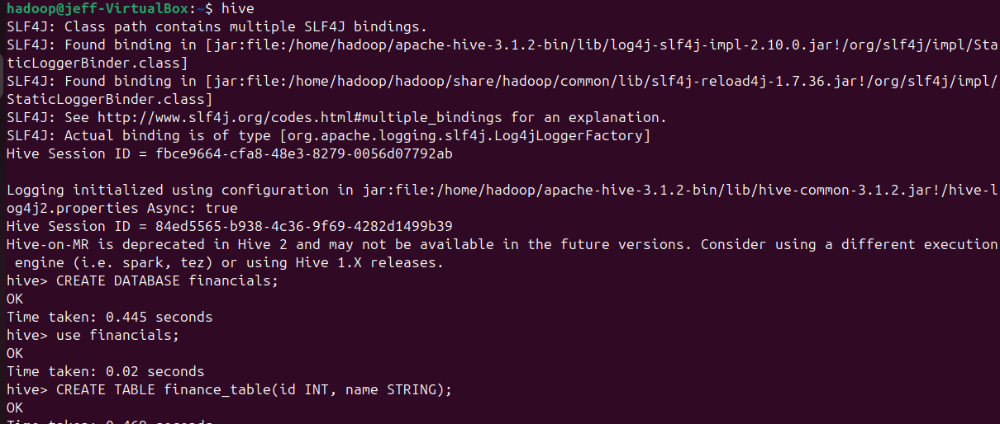 hadoop@jeff-VirtualBox:~$ hive
SLF4J: Class path contains multiple SLF4J bindings.
SLF4J: Found binding in [jar:file:/home/hadoop/apache-hive-3.1.2-bin/lib/log4j-slf4j-impl-2.10.0.jar!/org/slf4j/impl/Sta
ticLoggerBinder.class]
SLF4J: Found binding in [jar:file:/home/hadoop/hadoop/share/hadoop/common/lib/slf4j-reload4j-1.7.36.jar!/org/slf4j/impl/
StaticLoggerBinder.class]
SLF4J: See http://www.slf4j.org/codes.html#multiple_bindings for an explanation.
SLF4J: Actual binding is of type [org.apache.logging.slf4j.Log4jLoggerFactory]
Hive Session ID = fbce9664-cfa8-48e3-8279-0056d07792ab
Logging initialized using configuration in jar:file:/home/hadoop/apache-hive-3.1.2-bin/lib/hive-common-3.1.2.jar!/hive-l
og4j2.properties Async: true
Hive Session ID = 84ed5565-b938-4c36-9f69-4282d1499b39
Hive-on-MR is deprecated in Hive 2 and may not be available in the future versions. Consider using a different execution
 engine (i.e. spark, tez) or using Hive 1.X releases.
hive> CREATE DATABASE financials;
OK
Time taken: 0.445 seconds
hive> use financials;
OK
Time taken: 0.02 seconds
hive> CREATE TABLE finance_table(id INT, name STRING);
OK
Time taken: 0.469 seconds